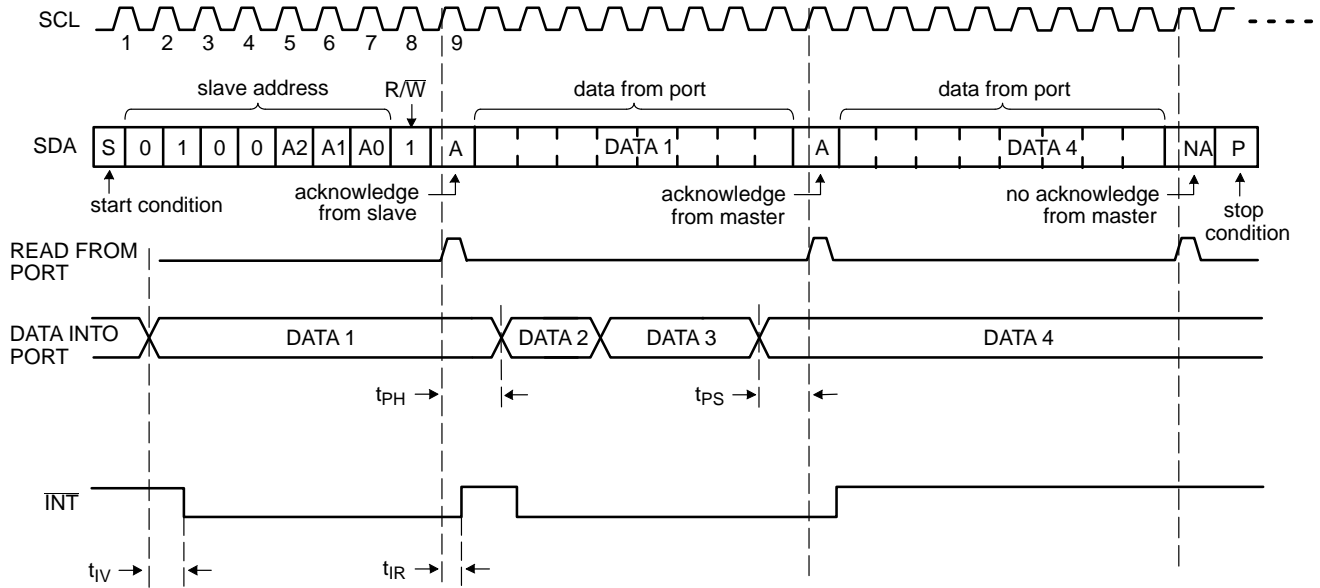 SCL
1 2 3 4 5 6 7 8 9
slave address
R/W̅
data from port
data from port
SDA
S 0 1 0 0 A2 A1 A0 1 A DATA 1 A DATA 4 NA P
start condition
acknowledge
from slave
acknowledge
from master
no acknowledge
from master
stop
condition
READ FROM
PORT
DATA INTO
PORT
DATA 1 DATA 2 DATA 3 DATA 4
tPH
tPS
I̅N̅T̅
tIV
tIR